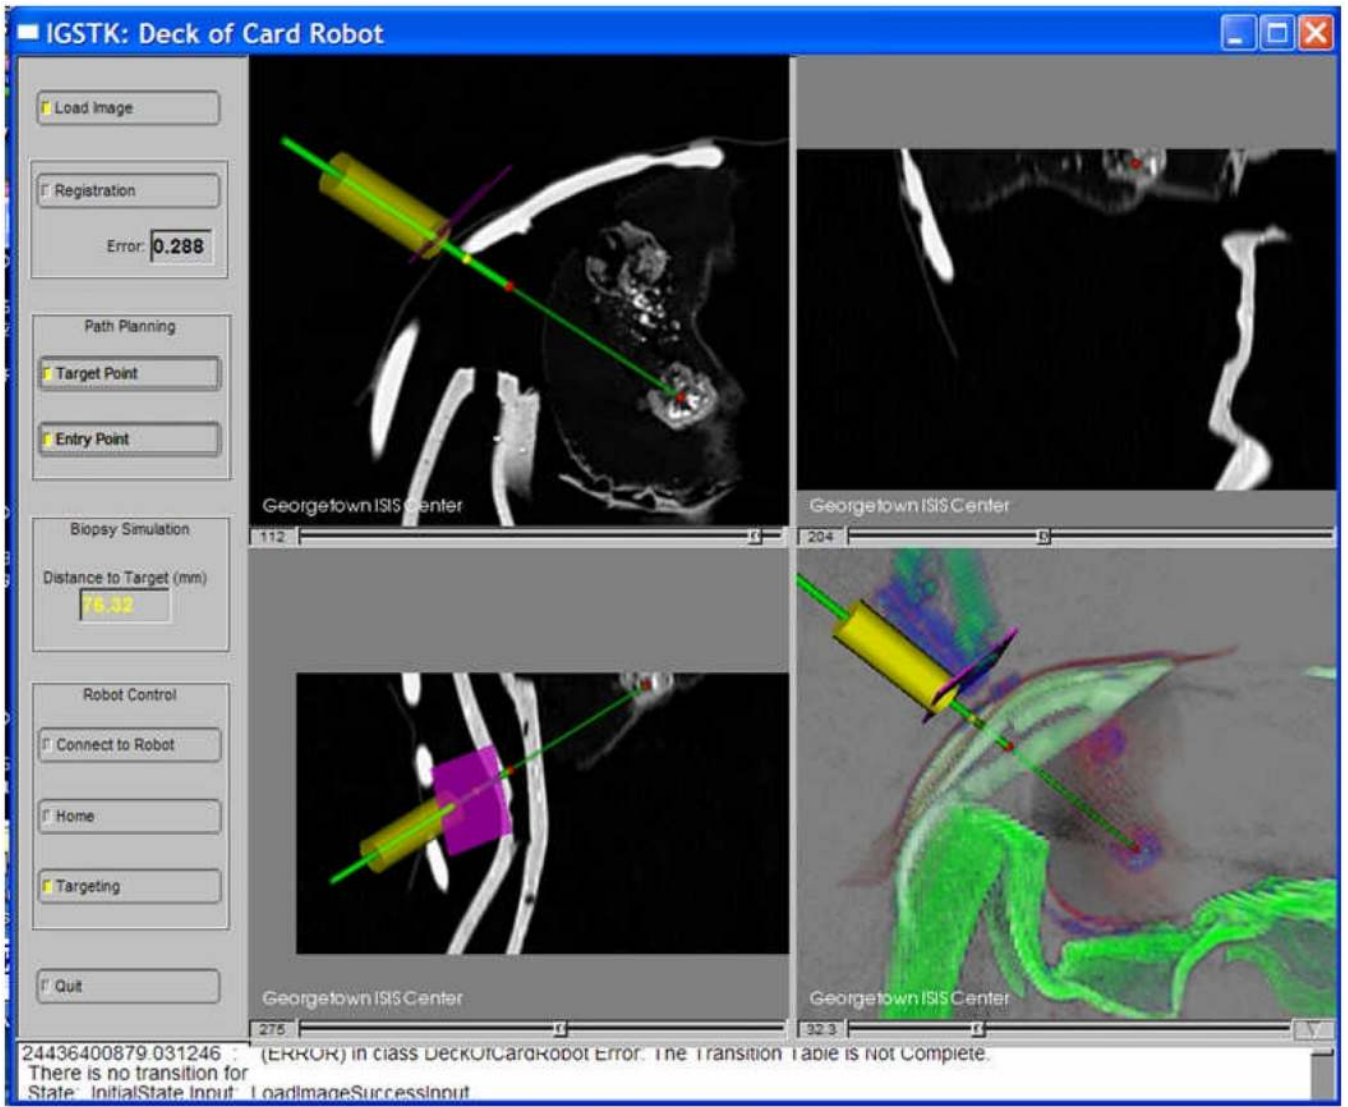 IGSTK: Deck of Card Robot
Load Image
Registration
Error: 0.288
Path Planning
Target Point
Entry Point
Biopsy Simulation
Distance to Target (mm)
76.32
Robot Control
Connect to Robot
Home
Targeting
Quit
Georgetown ISIS Center
112
Georgetown ISIS Center
204
Georgetown ISIS Center
275
Georgetown ISIS Center
32.3
24436400879.031246 : (ERROR) In class DeckOfCardRobot Error: The Transition Table is Not Complete.
There is no transition for
State: InitialState Input: LoadImageSuccessInput